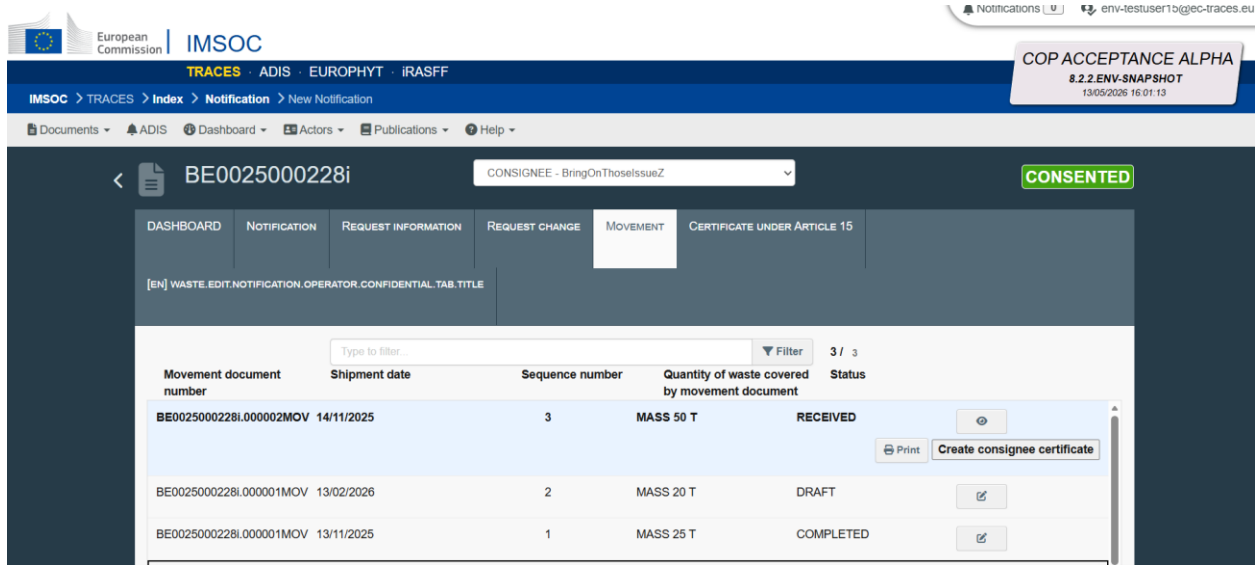 Notifications 0 env-testuser15@ec-traces.eu
European
Commission
IMSOC
COP ACCEPTANCE ALPHA
8.2.2.ENV-SNAPSHOT
13/05/2026 16:01:13
TRACES · ADIS · EUROPHYT · iRASFF
IMSOC > TRACES > Index > Notification > New Notification
Documents ADIS Dashboard Actors Publications Help
BE0025000228i CONSIGNEE - BringOnThoseIssueZ CONSENTED
DASHBOARD NOTIFICATION REQUEST INFORMATION REQUEST CHANGE MOVEMENT CERTIFICATE UNDER ARTICLE 15
[EN] WASTE.EDIT.NOTIFICATION.OPERATOR.CONFIDENTIAL.TAB.TITLE
Type to filter... Filter 3 / 3
Movement document number Shipment date Sequence number Quantity of waste covered by movement document Status
BE0025000228i.000002MOV 14/11/2025 3 MASS 50 T RECEIVED
Print Create consignee certificate
BE0025000228i.000001MOV 13/02/2026 2 MASS 20 T DRAFT
BE0025000228i.000001MOV 13/11/2025 1 MASS 25 T COMPLETED